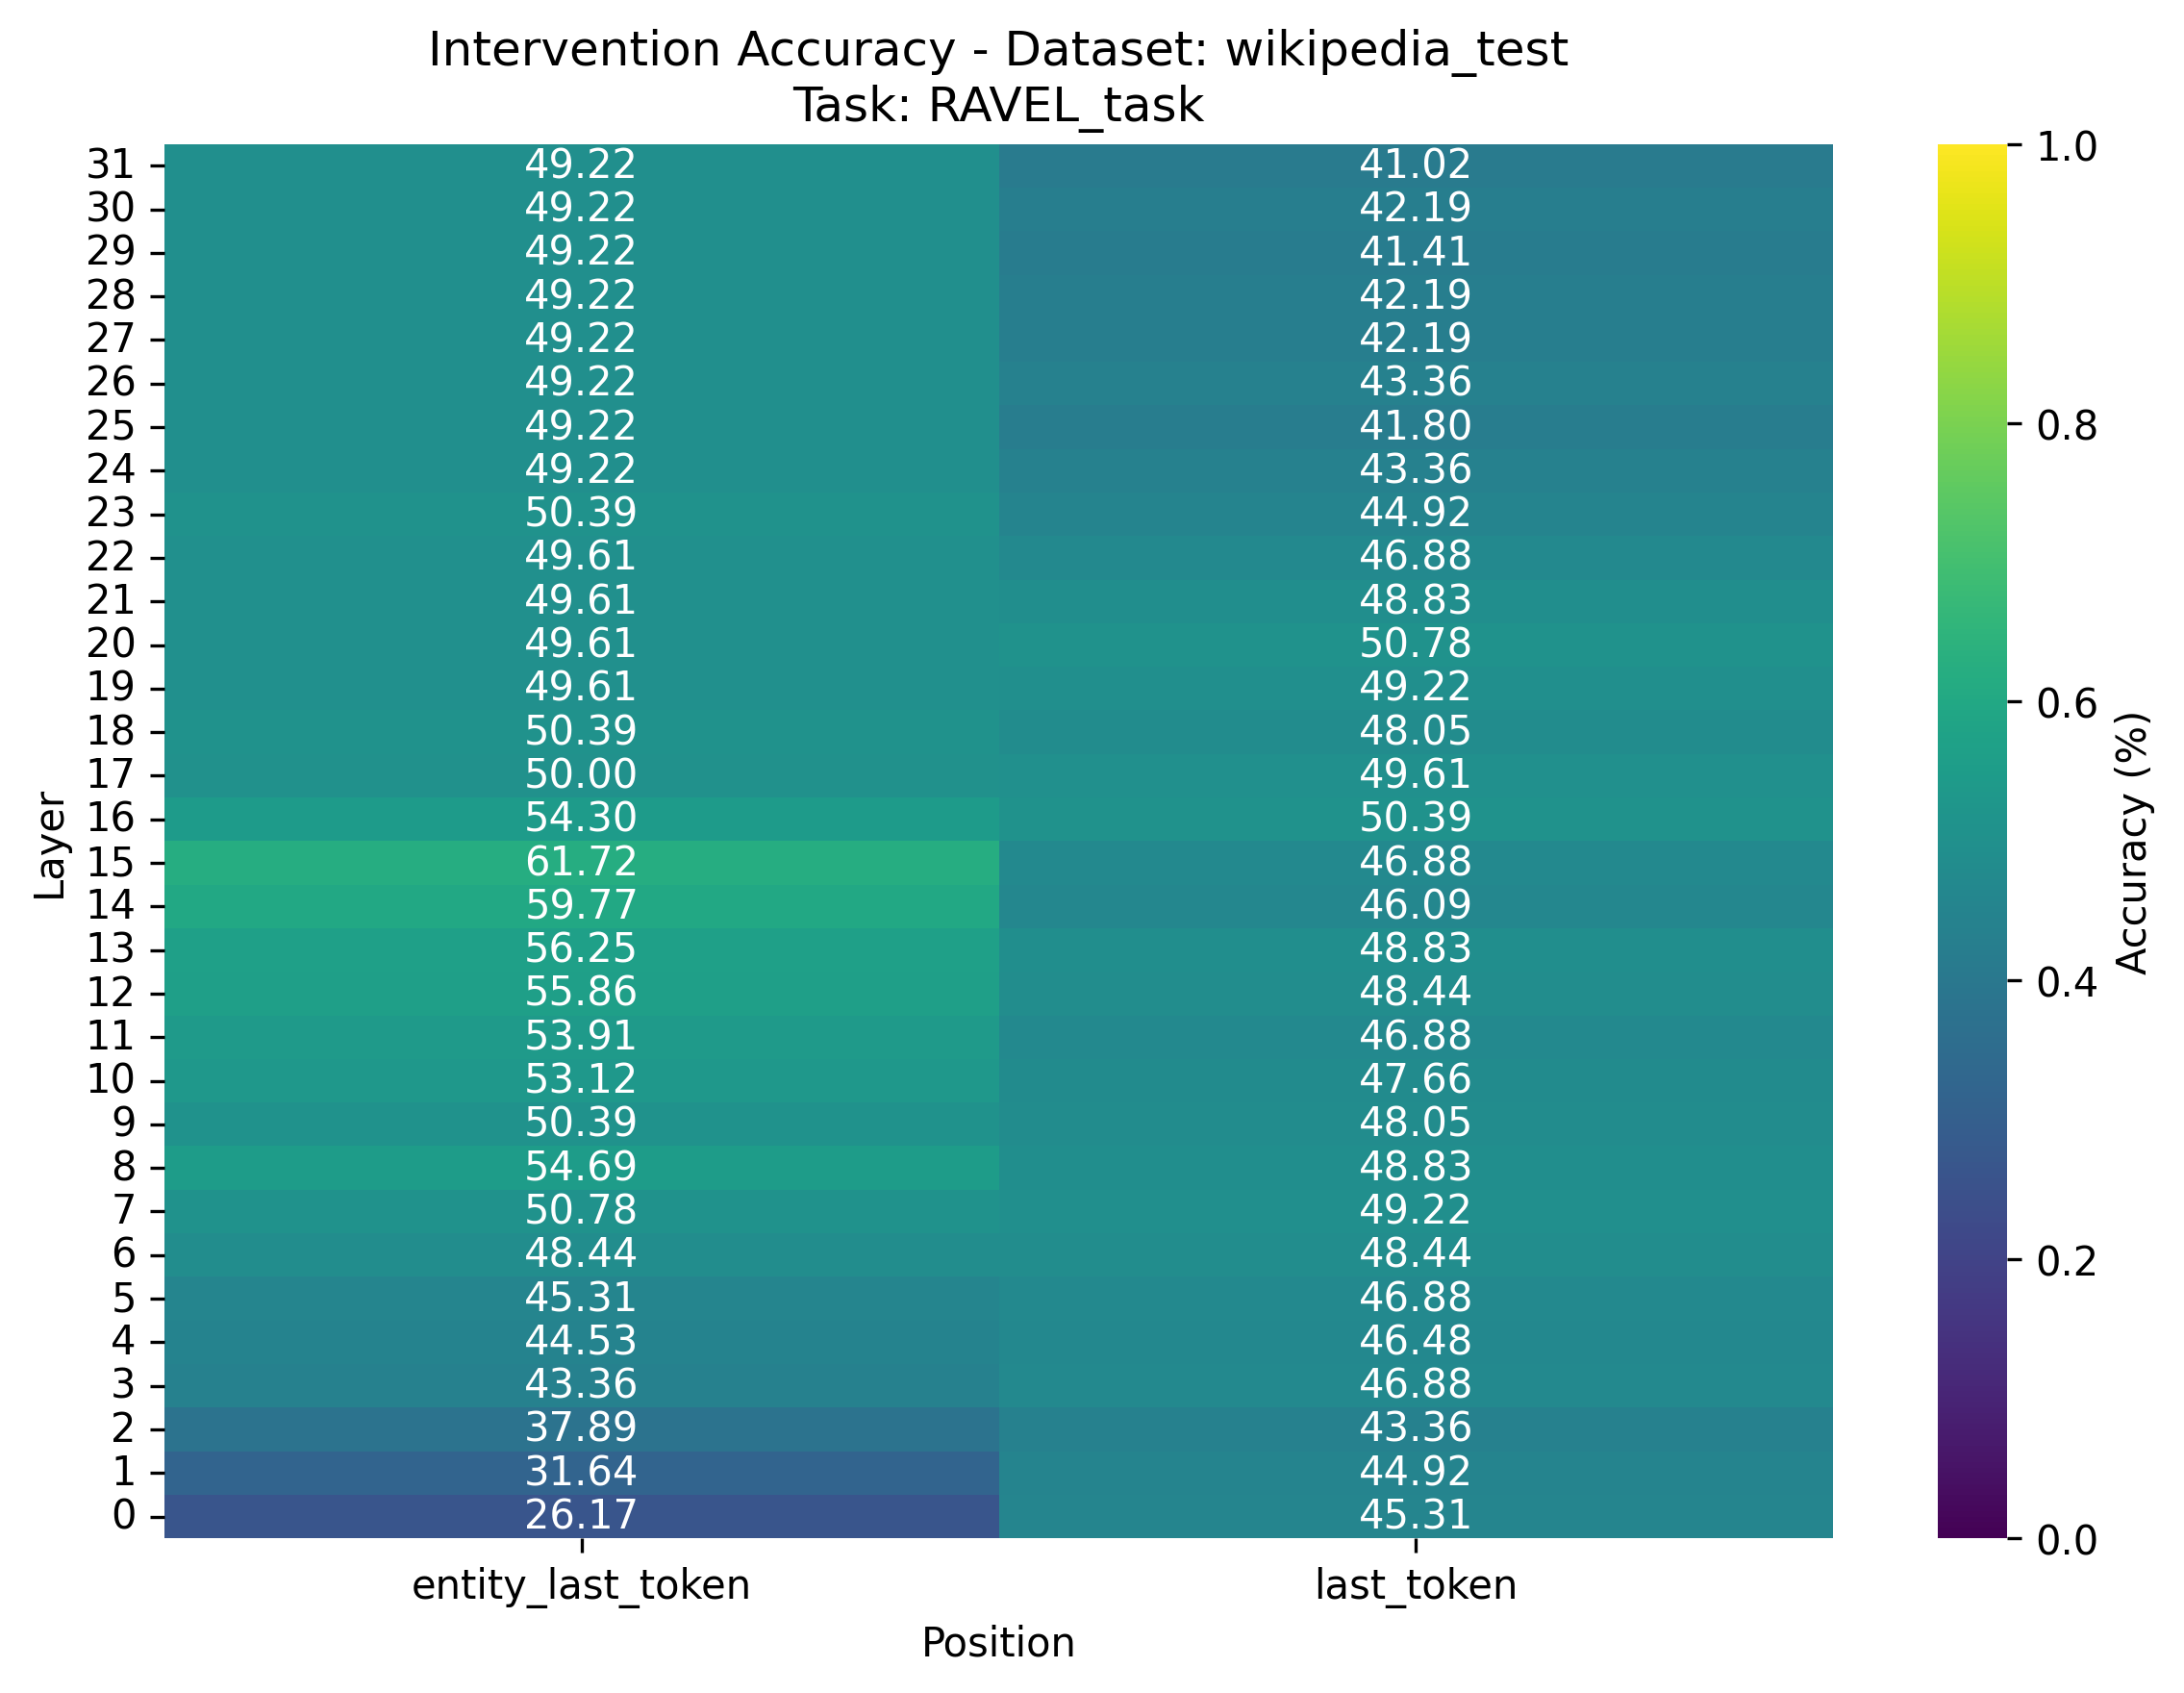 Intervention Accuracy - Dataset: wikipedia_test
Task: RAVEL_task
31 49.22 41.02
30 49.22 42.19
29 49.22 41.41
28 49.22 42.19
27 49.22 42.19
26 49.22 43.36
25 49.22 41.80
24 49.22 43.36
23 50.39 44.92
22 49.61 46.88
21 49.61 48.83
20 49.61 50.78
19 49.61 49.22
18 50.39 48.05
17 50.00 49.61
16 54.30 50.39
15 61.72 46.88
14 59.77 46.09
13 56.25 48.83
12 55.86 48.44
11 53.91 46.88
10 53.12 47.66
9 50.39 48.05
8 54.69 48.83
7 50.78 49.22
6 48.44 48.44
5 45.31 46.88
4 44.53 46.48
3 43.36 46.88
2 37.89 43.36
1 31.64 44.92
0 26.17 45.31
entity_last_token last_token
Position
Layer
1.0
0.8
0.6
0.4
0.2
0.0
Accuracy (%)